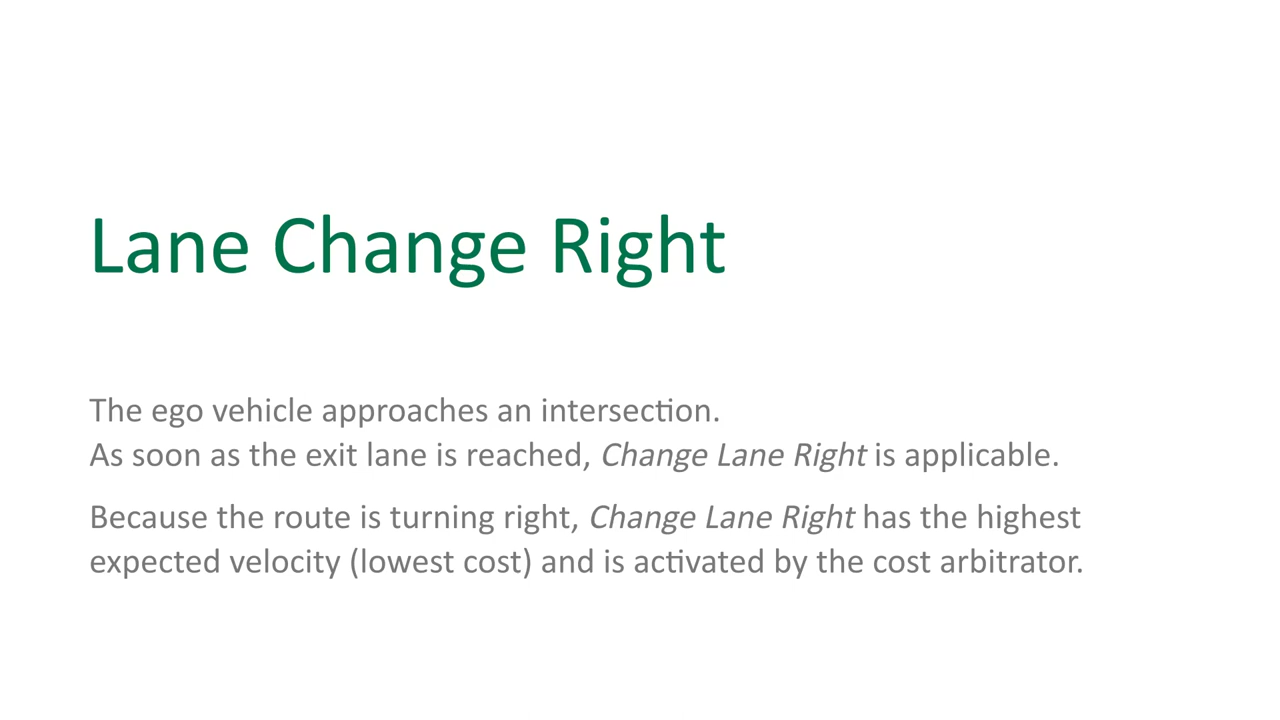 Lane Change Right
The ego vehicle approaches an intersection.
As soon as the exit lane is reached, Change Lane Right is applicable.
Because the route is turning right, Change Lane Right has the highest
expected velocity (lowest cost) and is activated by the cost arbitrator.